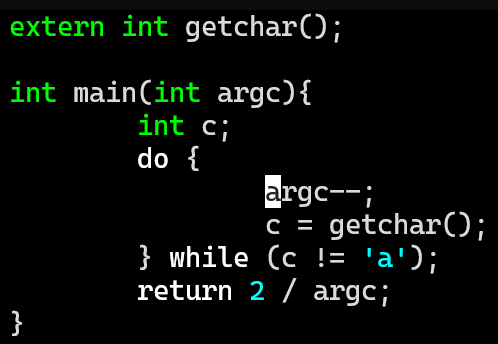 extern int getchar();

int main(int argc){
        int c;
        do {
                argc--;
                c = getchar();
        } while (c != 'a');
        return 2 / argc;
}